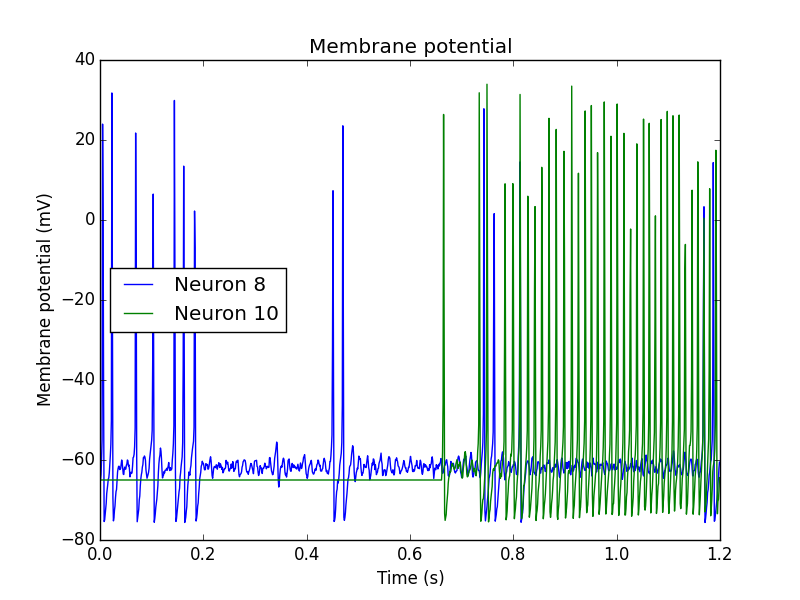 Membrane potential
Membrane potential (mV)
40
20
0
−20
−40
−60
−80
Neuron 8
Neuron 10
0.0 0.2 0.4 0.6 0.8 1.0 1.2
Time (s)